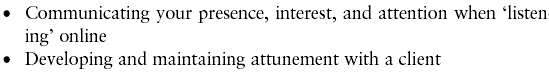 • Communicating your presence, interest, and attention when ‘listen-
ing’ online
• Developing and maintaining attunement with a client